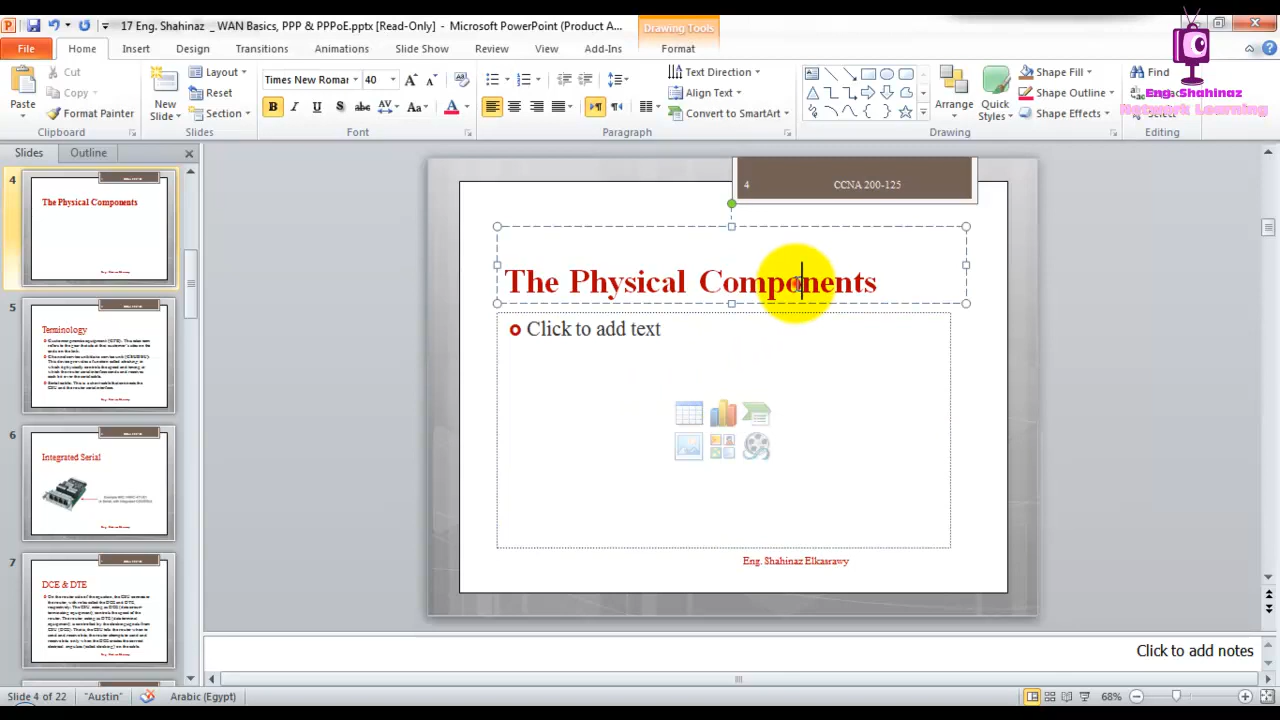 17 Eng. Shahinaz _ WAN Basics, PPP & PPPoE.pptx [Read-Only] - Microsoft PowerPoint (Product A...
Drawing Tools
File
Home
Insert
Design
Transitions
Animations
Slide Show
Review
View
Add-Ins
Format
Paste
Cut
Copy
Format Painter
Clipboard
New
Slide
Layout
Reset
Section
Slides
Times New Roman
40
Font
Text Direction
Align Text
Convert to SmartArt
Paragraph
Arrange
Quick
Styles
Shape Fill
Shape Outline
Shape Effects
Drawing
Find
Select
Editing
Eng. Shahinaz
Network Learning
Slides
Outline
4
The Physical Components
5
Terminology
6
Integrated Serial
7
DCE & DTE
4
CCNA 200-125
The Physical Components
Click to add text
Eng. Shahinaz Elkasrawy
Click to add notes
Slide 4 of 22
"Austin"
Arabic (Egypt)
68%